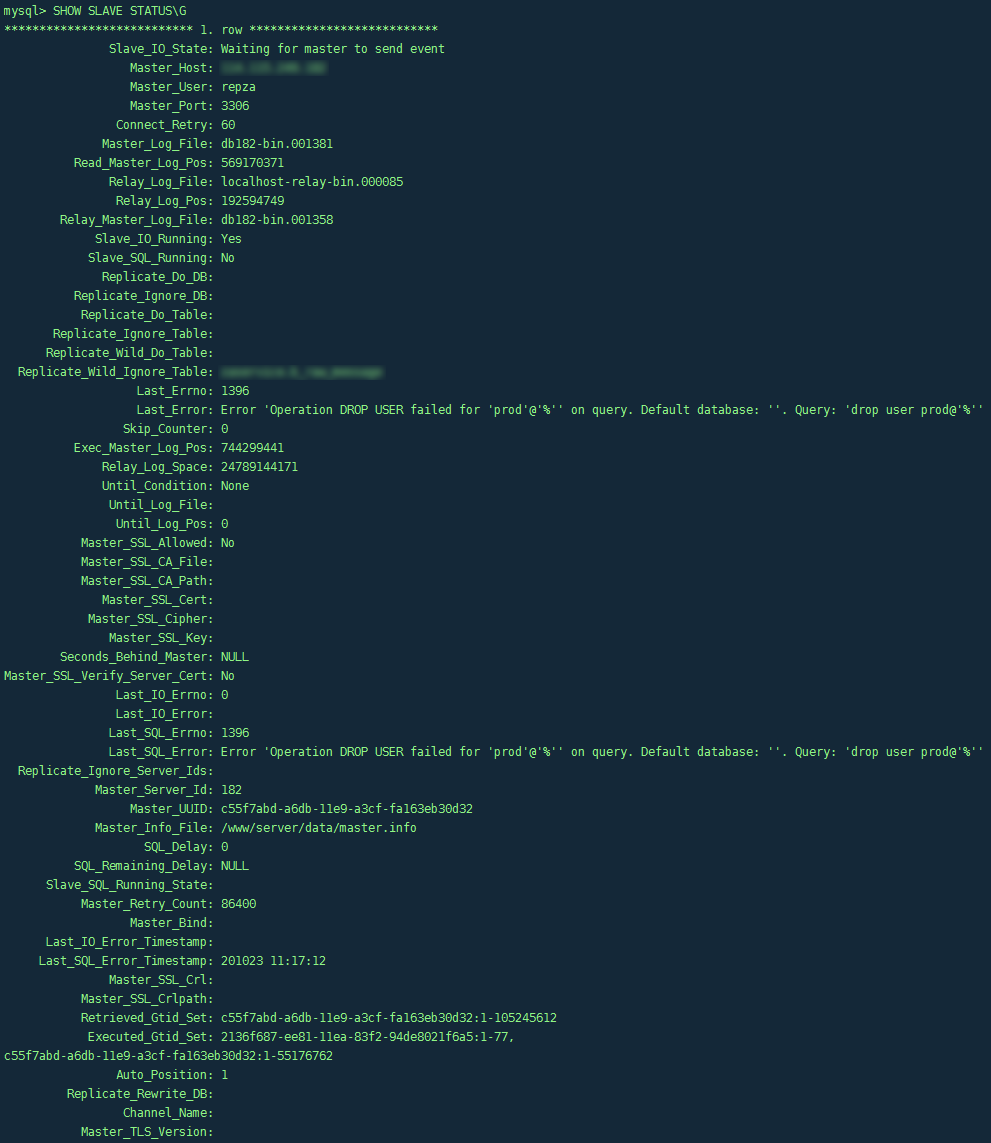 mysql> SHOW SLAVE STATUS\G
*************************** 1. row ***************************
Slave_IO_State: Waiting for master to send event
Master_Host:
Master_User: repza
Master_Port: 3306
Connect_Retry: 60
Master_Log_File: db182-bin.001381
Read_Master_Log_Pos: 569170371
Relay_Log_File: localhost-relay-bin.000085
Relay_Log_Pos: 192594749
Relay_Master_Log_File: db182-bin.001358
Slave_IO_Running: Yes
Slave_SQL_Running: No
Replicate_Do_DB:
Replicate_Ignore_DB:
Replicate_Do_Table:
Replicate_Ignore_Table:
Replicate_Wild_Do_Table:
Replicate_Wild_Ignore_Table:
Last_Errno: 1396
Last_Error: Error 'Operation DROP USER failed for 'prod'@'%'' on query. Default database: ''. Query: 'drop user prod@'%''
Skip_Counter: 0
Exec_Master_Log_Pos: 744299441
Relay_Log_Space: 24789144171
Until_Condition: None
Until_Log_File:
Until_Log_Pos: 0
Master_SSL_Allowed: No
Master_SSL_CA_File:
Master_SSL_CA_Path:
Master_SSL_Cert:
Master_SSL_Cipher:
Master_SSL_Key:
Seconds_Behind_Master: NULL
Master_SSL_Verify_Server_Cert: No
Last_IO_Errno: 0
Last_IO_Error:
Last_SQL_Errno: 1396
Last_SQL_Error: Error 'Operation DROP USER failed for 'prod'@'%'' on query. Default database: ''. Query: 'drop user prod@'%''
Replicate_Ignore_Server_Ids:
Master_Server_Id: 182
Master_UUID: c55f7abd-a6db-11e9-a3cf-fa163eb30d32
Master_Info_File: /www/server/data/master.info
SQL_Delay: 0
SQL_Remaining_Delay: NULL
Slave_SQL_Running_State:
Master_Retry_Count: 86400
Master_Bind:
Last_IO_Error_Timestamp:
Last_SQL_Error_Timestamp: 201023 11:17:12
Master_SSL_Crl:
Master_SSL_Crlpath:
Retrieved_Gtid_Set: c55f7abd-a6db-11e9-a3cf-fa163eb30d32:1-105245612
Executed_Gtid_Set: 2136f687-ee81-11ea-83f2-94de8021f6a5:1-77,
c55f7abd-a6db-11e9-a3cf-fa163eb30d32:1-55176762
Auto_Position: 1
Replicate_Rewrite_DB:
Channel_Name:
Master_TLS_Version: